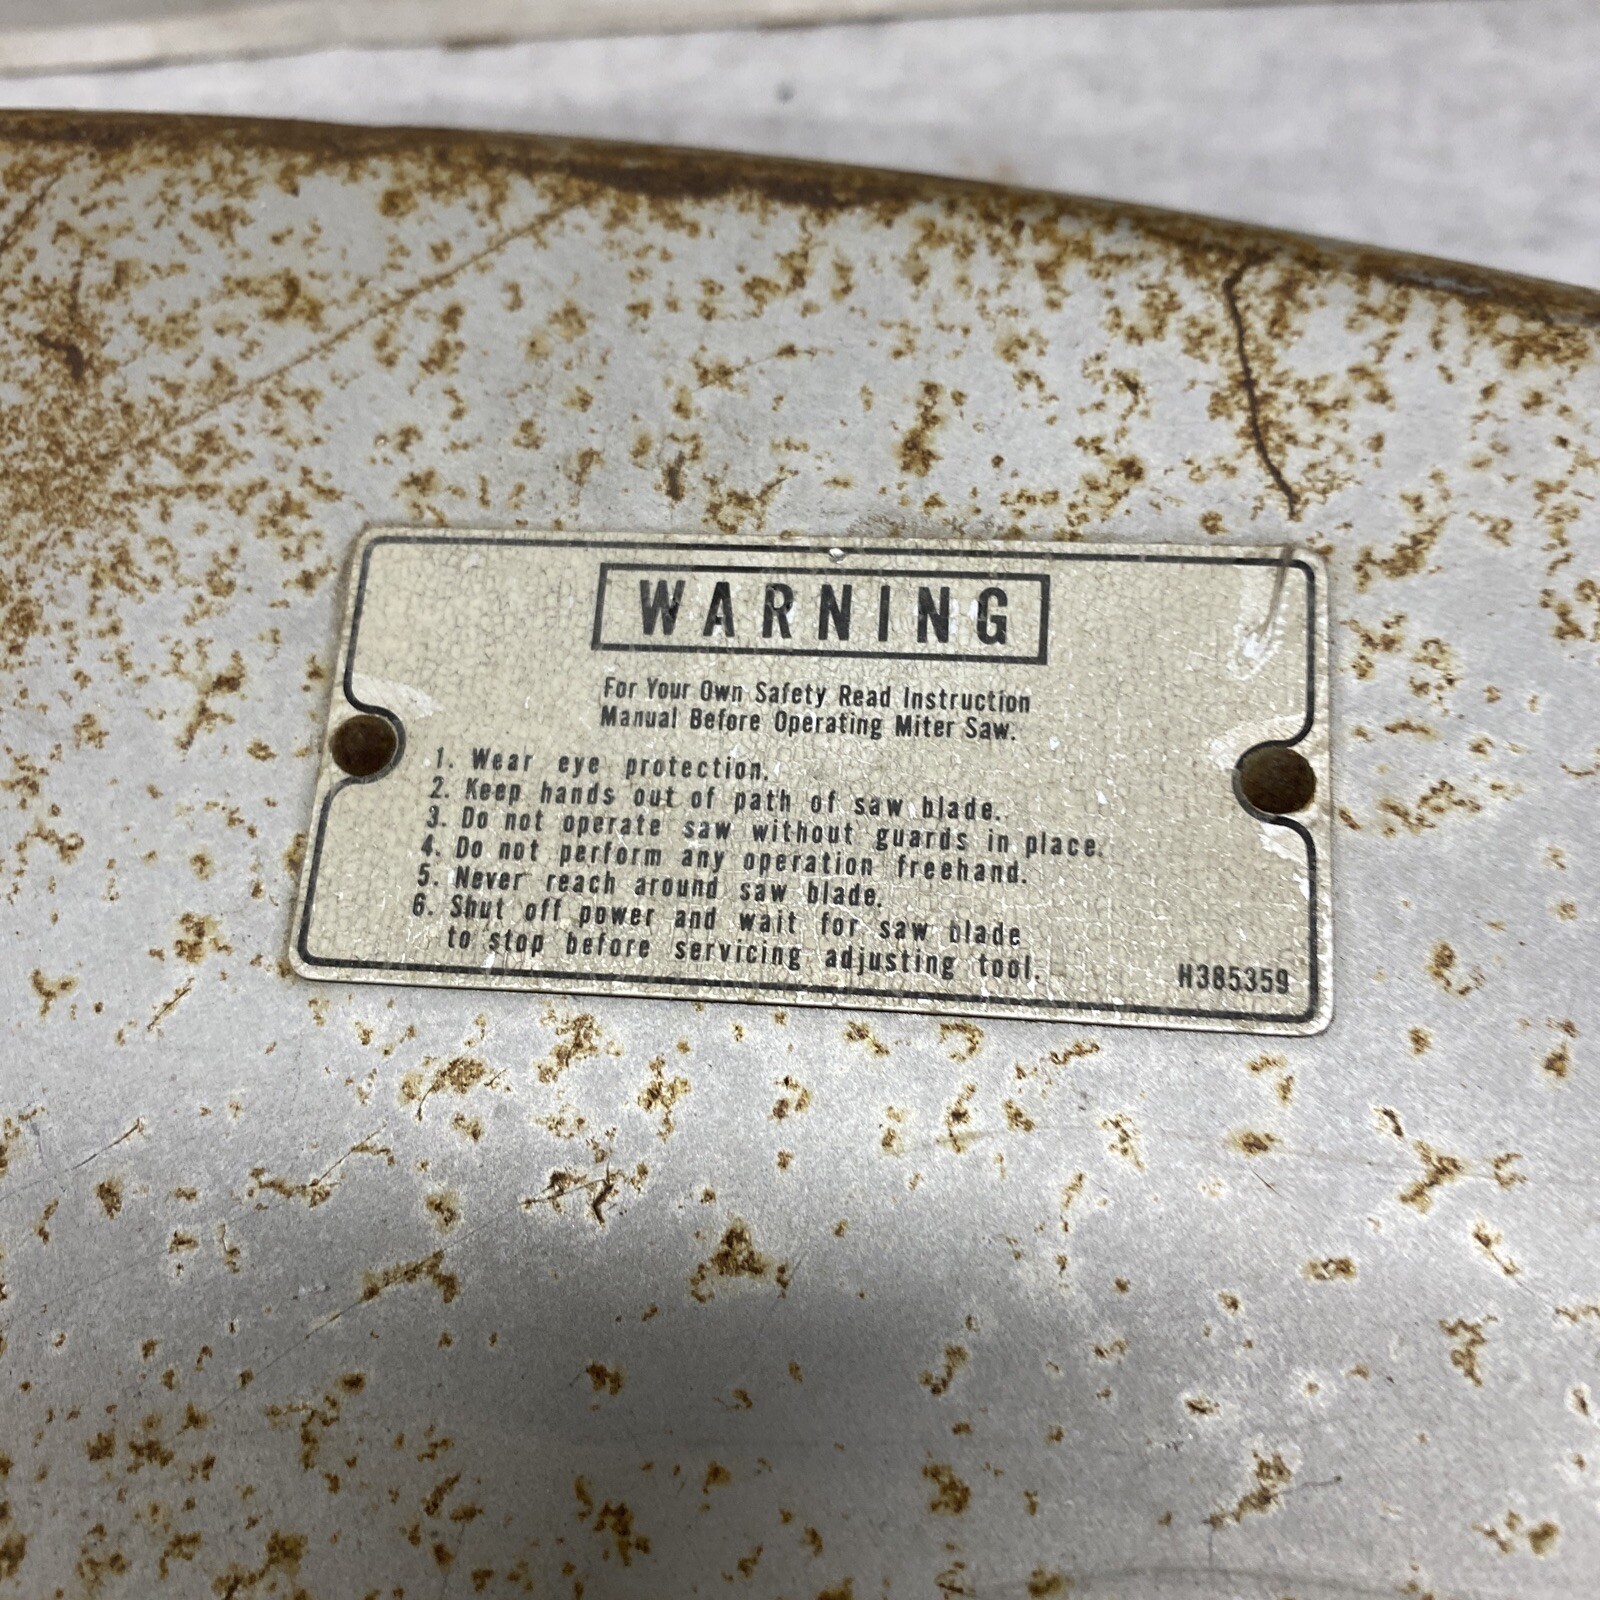 WARNING
For Your Own Safety Read Instruction
Manual Before Operating Miter Saw.
1. Wear eye protection.
2. Keep hands out of path of saw blade.
3. Do not operate saw without guards in place.
4. Do not perform any operation freehand.
5. Never reach around saw blade.
6. Shut off power and wait for saw blade
to stop before servicing adjusting tool.
H385359